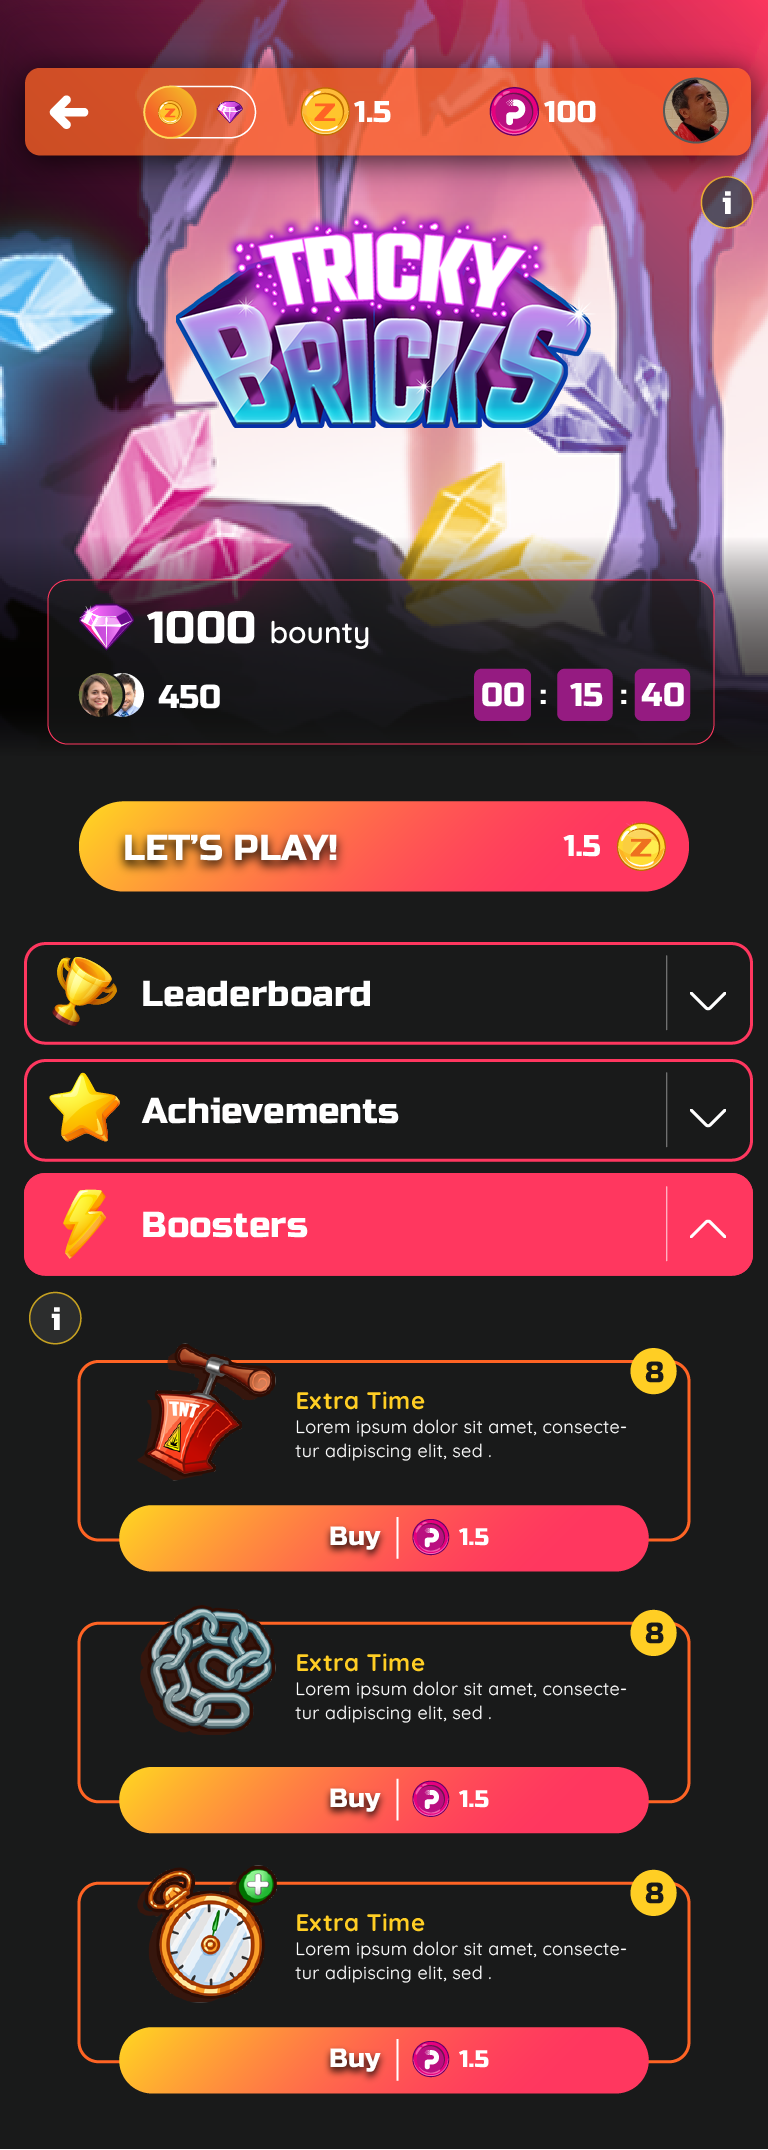 Z 1.5 P 100
i
TRICKY
BRICKS
1000 bounty
450 00 : 15 : 40
LET'S PLAY! 1.5 Z
Leaderboard
Achievements
Boosters
i
8
TNT
Extra Time
Lorem ipsum dolor sit amet, consecte-
tur adipiscing elit, sed .
Buy P 1.5
8
Extra Time
Lorem ipsum dolor sit amet, consecte-
tur adipiscing elit, sed .
Buy P 1.5
8
Extra Time
Lorem ipsum dolor sit amet, consecte-
tur adipiscing elit, sed .
Buy P 1.5